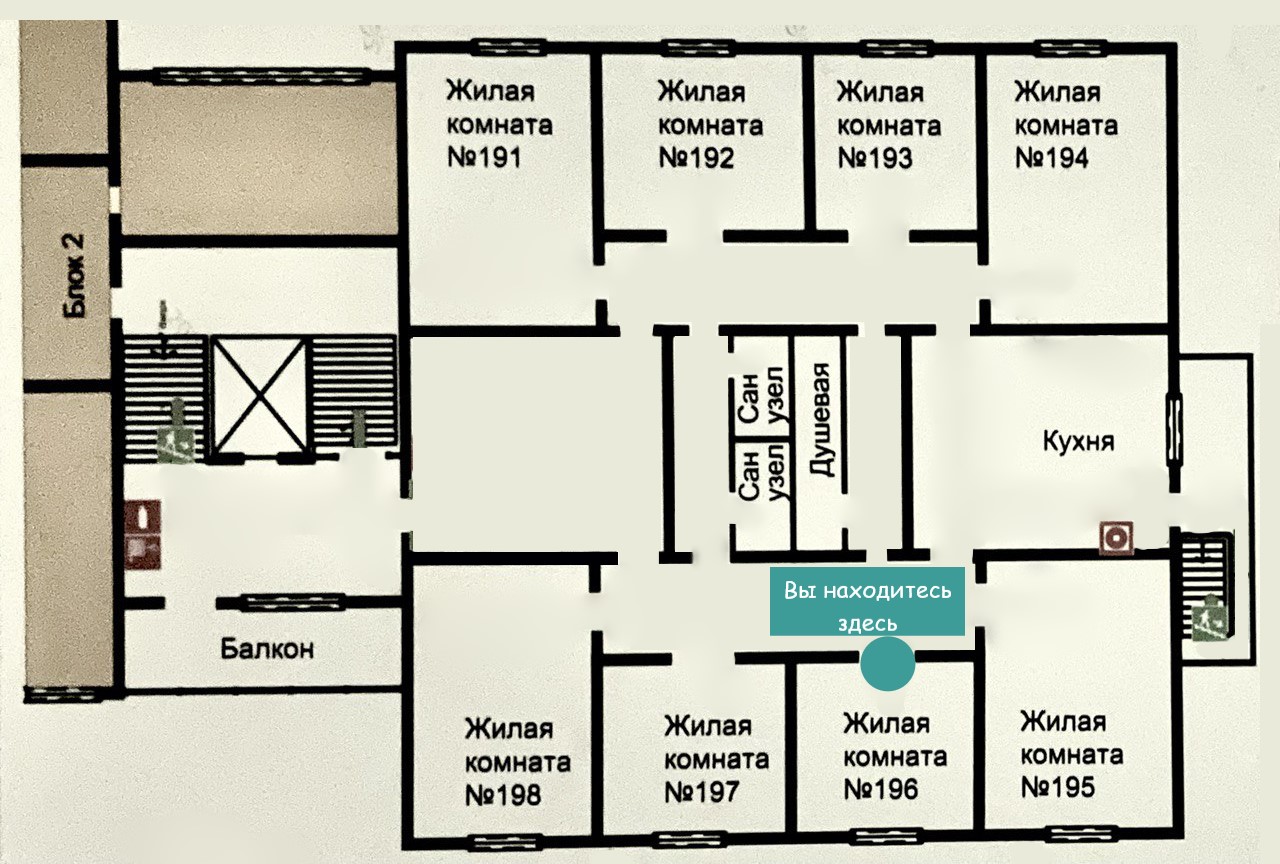 Жилая
комната
№191
Жилая
комната
№192
Жилая
комната
№193
Жилая
комната
№194
Блок 2
Сан
узел
Сан
узел
Душевая
Кухня
Вы находитесь
здесь
Балкон
Жилая
комната
№198
Жилая
комната
№197
Жилая
комната
№196
Жилая
комната
№195